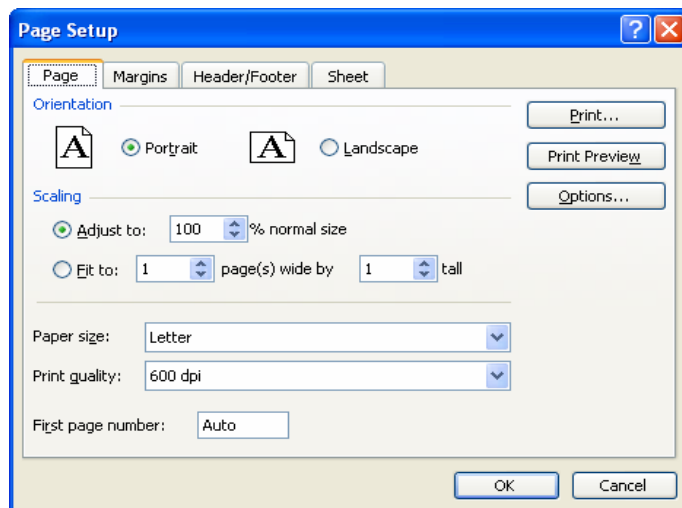 Page Setup
Page Margins Header/Footer Sheet
Orientation
A Portrait A Landscape
Print...
Print Preview
Scaling
Options...
Adjust to: 100 % normal size
Fit to: 1 page(s) wide by 1 tall
Paper size: Letter
Print quality: 600 dpi
First page number: Auto
OK Cancel